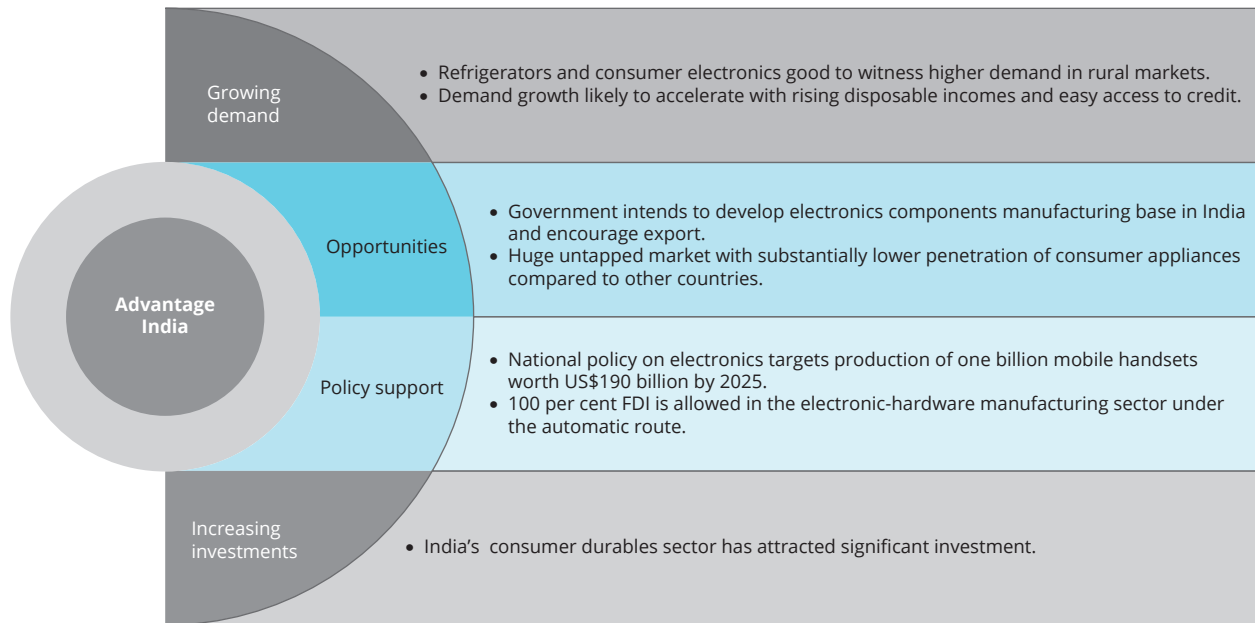 Growing
demand
• Refrigerators and consumer electronics good to witness higher demand in rural markets.
• Demand growth likely to accelerate with rising disposable incomes and easy access to credit.
Opportunities
• Government intends to develop electronics components manufacturing base in India
and encourage export.
• Huge untapped market with substantially lower penetration of consumer appliances
compared to other countries.
Advantage
India
Policy support
• National policy on electronics targets production of one billion mobile handsets
worth US$190 billion by 2025.
• 100 per cent FDI is allowed in the electronic-hardware manufacturing sector under
the automatic route.
Increasing
investments
• India's  consumer durables sector has attracted significant investment.